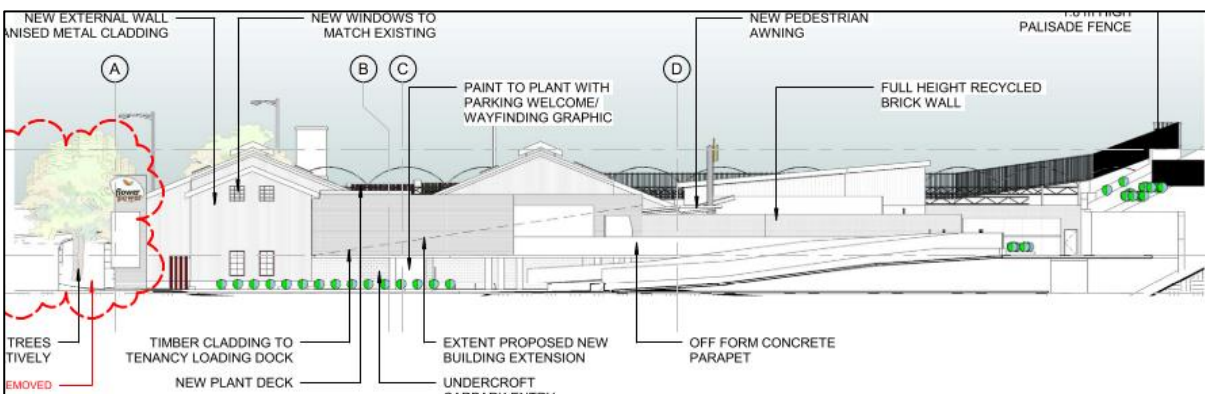 NEW EXTERNAL WALL
ANISED METAL CLADDING
NEW WINDOWS TO
MATCH EXISTING
NEW PEDESTRIAN
AWNING
PALISADE FENCE
A
B
C
D
PAINT TO PLANT WITH
PARKING WELCOME/
WAYFINDING GRAPHIC
FULL HEIGHT RECYCLED
BRICK WALL
flower
TREES
TIVELY
EMOVED
TIMBER CLADDING TO
TENANCY LOADING DOCK
NEW PLANT DECK
EXTENT PROPOSED NEW
BUILDING EXTENSION
UNDERCROFT
OFF FORM CONCRETE
PARAPET